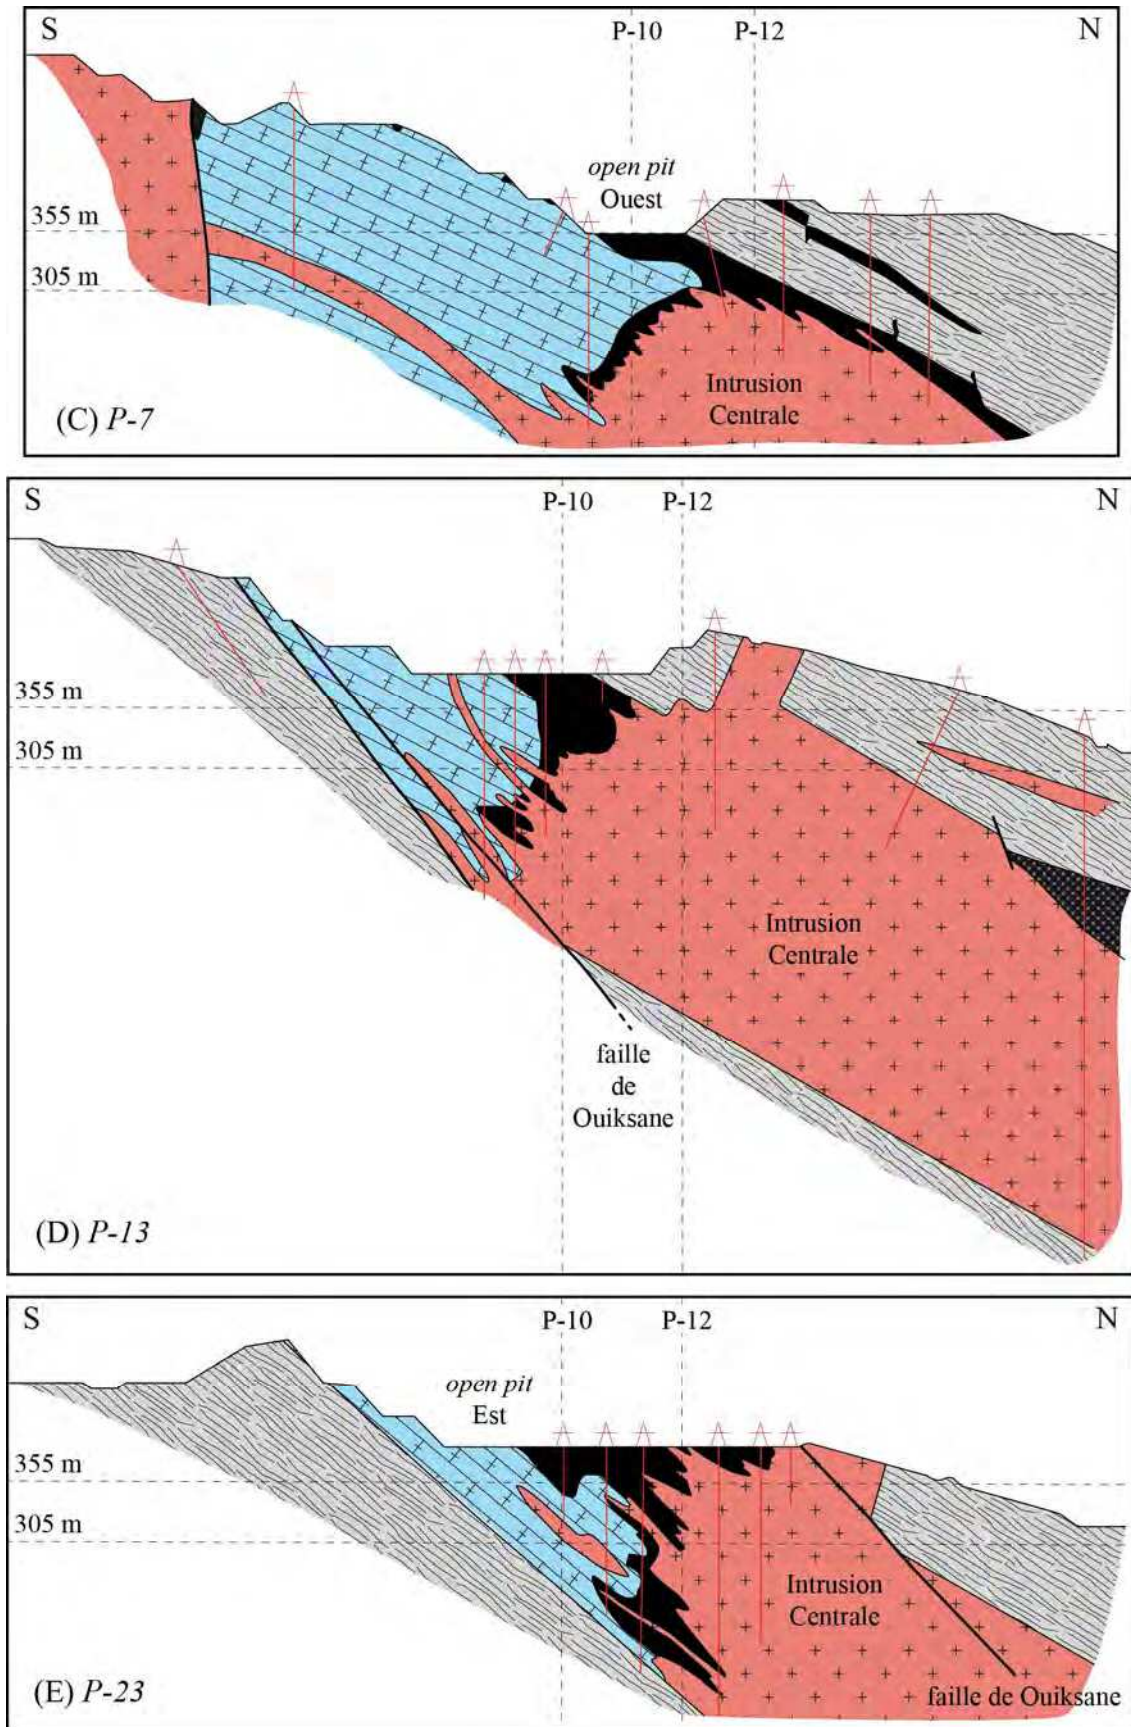 S
P-10
P-12
N
open pit
Ouest
355 m
305 m
Intrusion
Centrale
(C) P-7
S
P-10
P-12
N
355 m
305 m
Intrusion
Centrale
faille
de
Ouiksane
(D) P-13
S
P-10
P-12
N
open pit
Est
355 m
305 m
Intrusion
Centrale
(E) P-23
faille de Ouiksane